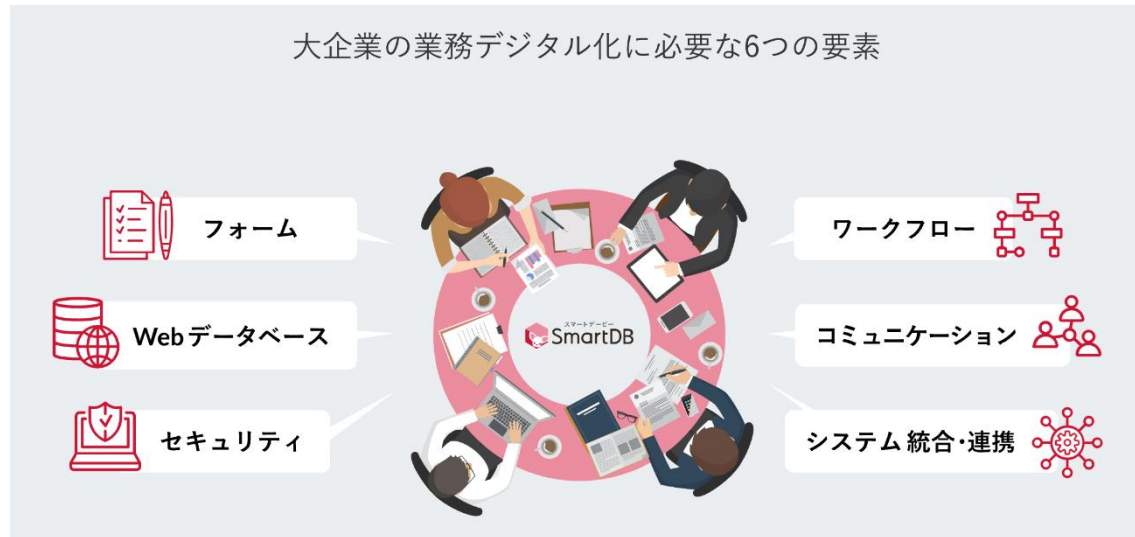 大企業の業務デジタル化に必要な6つの要素
フォーム
Webデータベース
セキュリティ
スマートデービー
SmartDB
ワークフロー
コミュニケーション
システム統合・連携